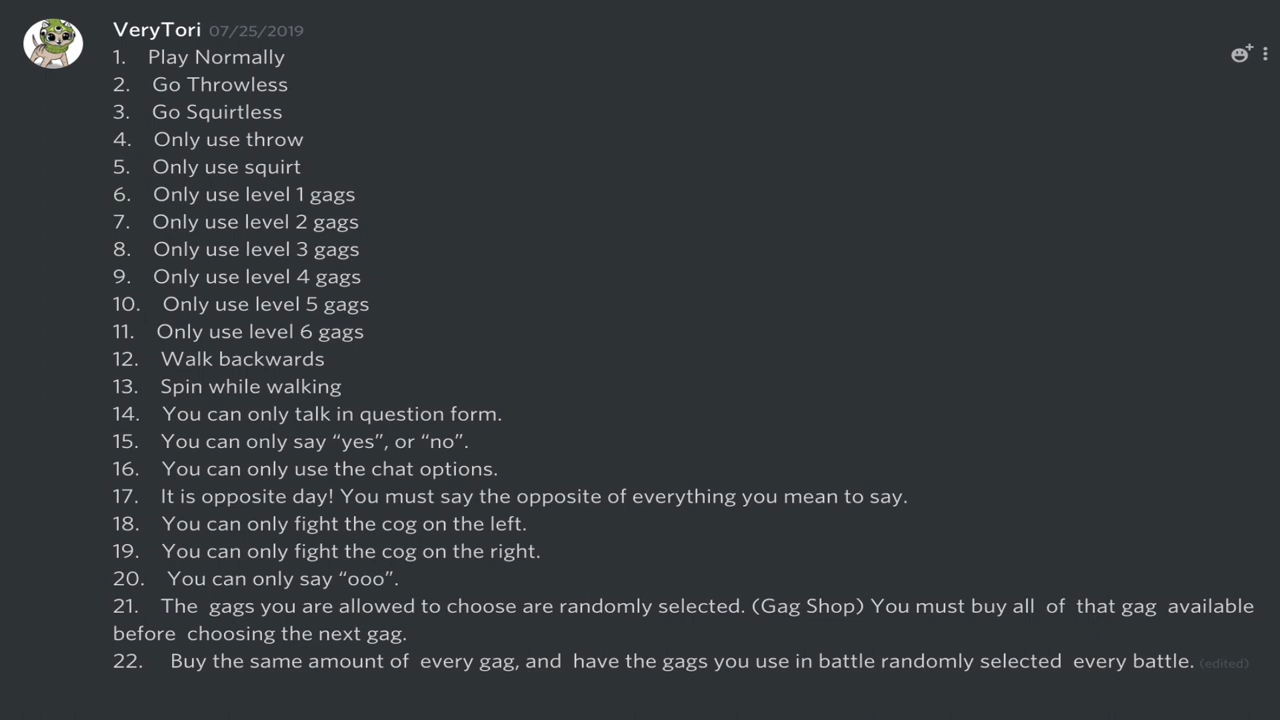 VeryTori 07/25/2019
1. Play Normally
2. Go Throwless
3. Go Squirtless
4. Only use throw
5. Only use squirt
6. Only use level 1 gags
7. Only use level 2 gags
8. Only use level 3 gags
9. Only use level 4 gags
10. Only use level 5 gags
11. Only use level 6 gags
12. Walk backwards
13. Spin while walking
14. You can only talk in question form.
15. You can only say “yes”, or “no”.
16. You can only use the chat options.
17. It is opposite day! You must say the opposite of everything you mean to say.
18. You can only fight the cog on the left.
19. You can only fight the cog on the right.
20. You can only say “ooo”.
21. The gags you are allowed to choose are randomly selected. (Gag Shop) You must buy all of that gag available
before choosing the next gag.
22. Buy the same amount of every gag, and have the gags you use in battle randomly selected every battle. (edited)